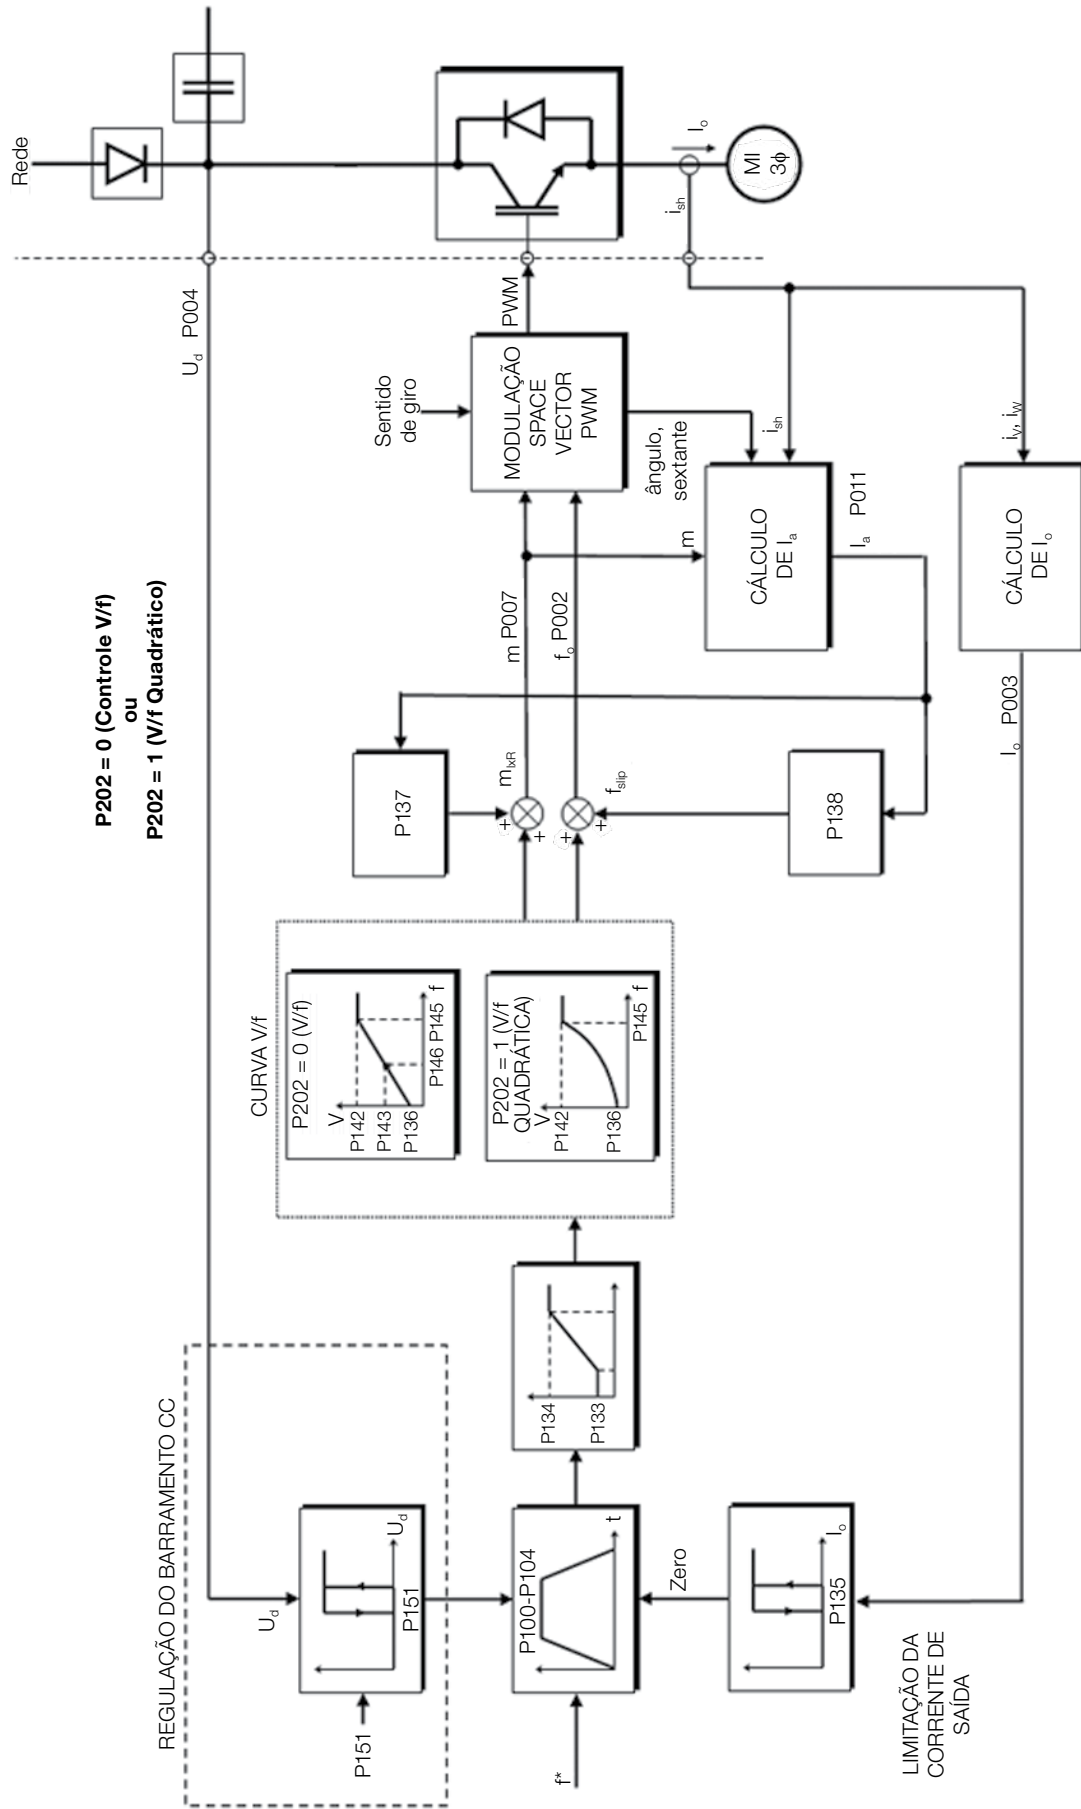 P202 = 0 (Controle V/f)
ou
P202 = 1 (V/f Quadrático)
Rede
REGULAÇÃO DO BARRAMENTO CC
U_d P004
U_d
P151
U_d
P151
f*
P100-P104
t
Zero
I_o
P135
LIMITAÇÃO DA
CORRENTE DE
SAÍDA
P134
P133
CURVA V/f
P202 = 0 (V/f)
V
P142
P143
P136
P146 P145 f
P202 = 1 (V/f
QUADRÁTICA)
V
P142
P136
P145 f
P137
m_IxR
+
+
+
+
f_slip
P138
m P007
f_o P002
Sentido
de giro
MODULAÇÃO
SPACE
VECTOR
PWM
PWM
ângulo,
sextante
m
i_sh
CÁLCULO
DE I_a
I_a P011
i_v, i_w
CÁLCULO
DE I_o
I_o P003
i_sh
I_o
MI
3ϕ